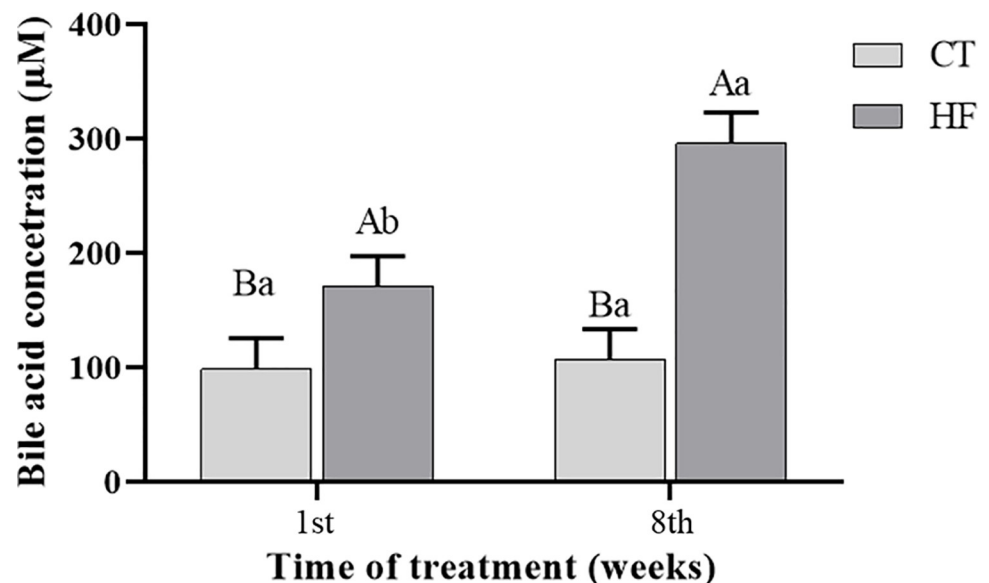 Bile acid concetration (µM)
400
300
200
100
0
Ba
Ab
Ba
Aa
CT
HF
1st
8th
Time of treatment (weeks)